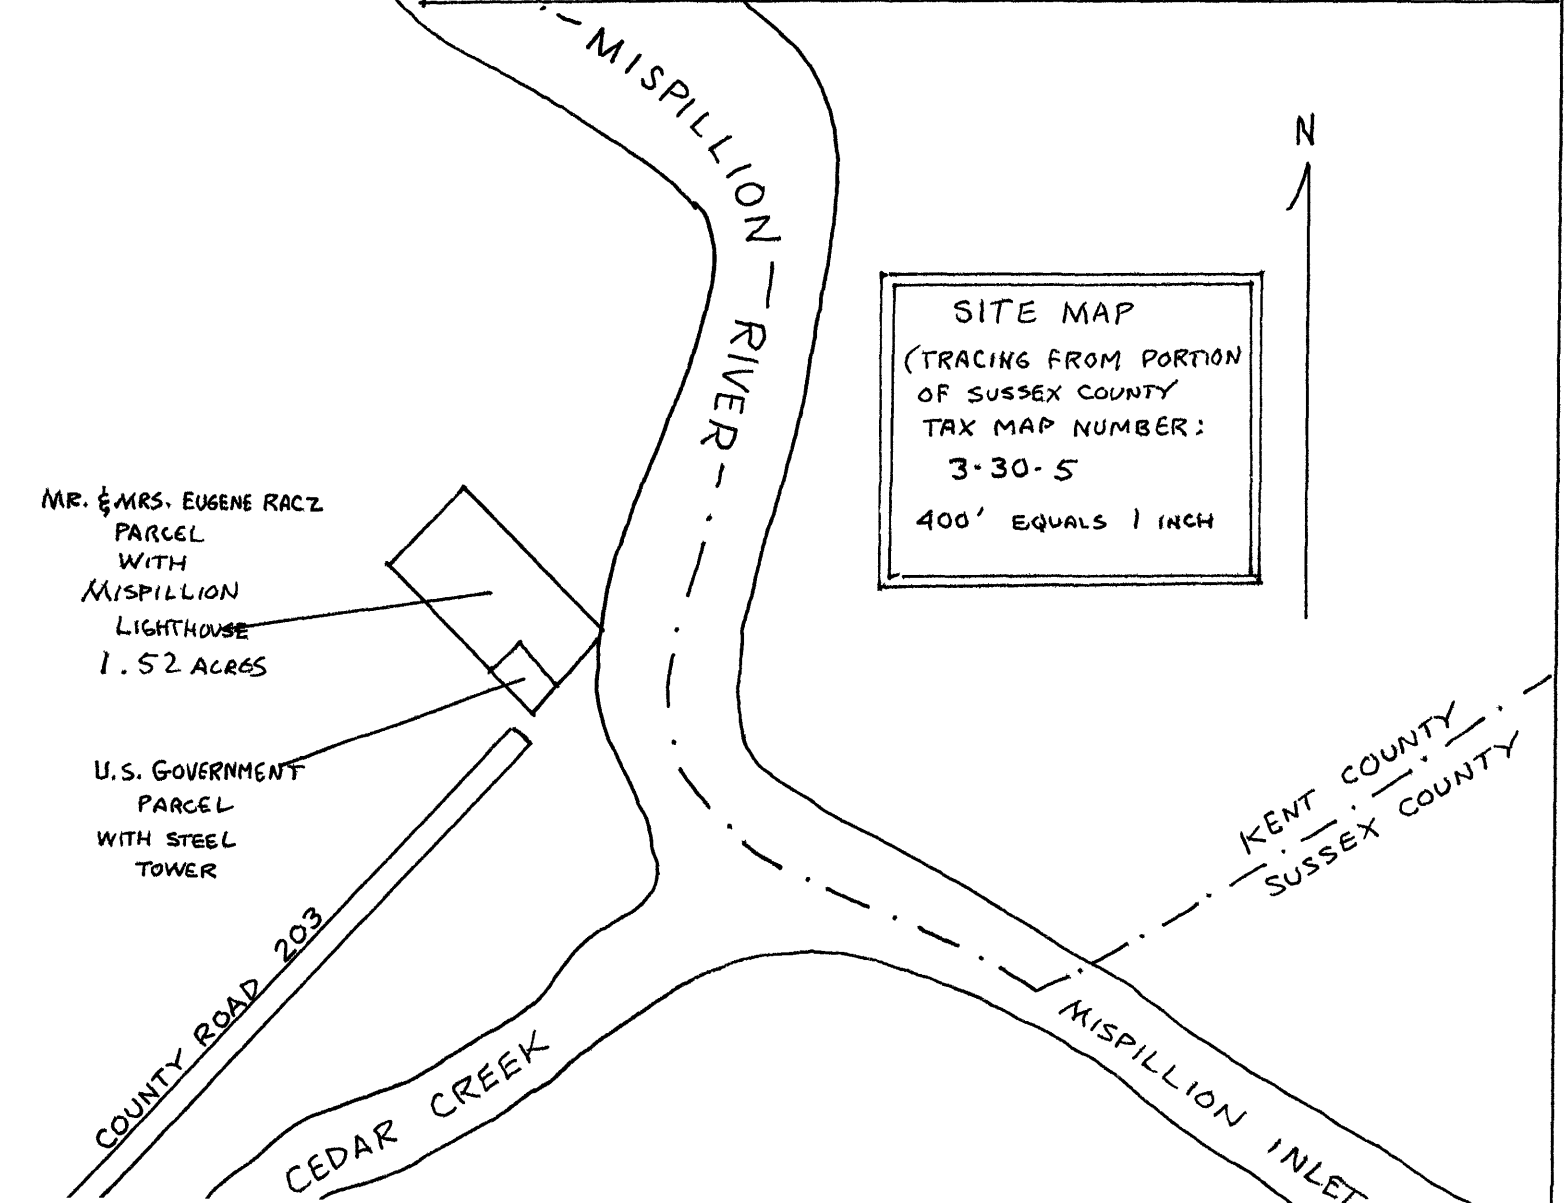 MISPILLION RIVER
N
SITE MAP
(TRACING FROM PORTION
OF SUSSEX COUNTY
TAX MAP NUMBER:
3-30-5
400' EQUALS 1 INCH
MR. & MRS. EUGENE RACZ
PARCEL
WITH
MISPILLION
LIGHTHOUSE
1.52 ACRES
U.S. GOVERNMENT
PARCEL
WITH STEEL
TOWER
COUNTY ROAD 203
KENT COUNTY
SUSSEX COUNTY
CEDAR CREEK
MISPILLION INLET